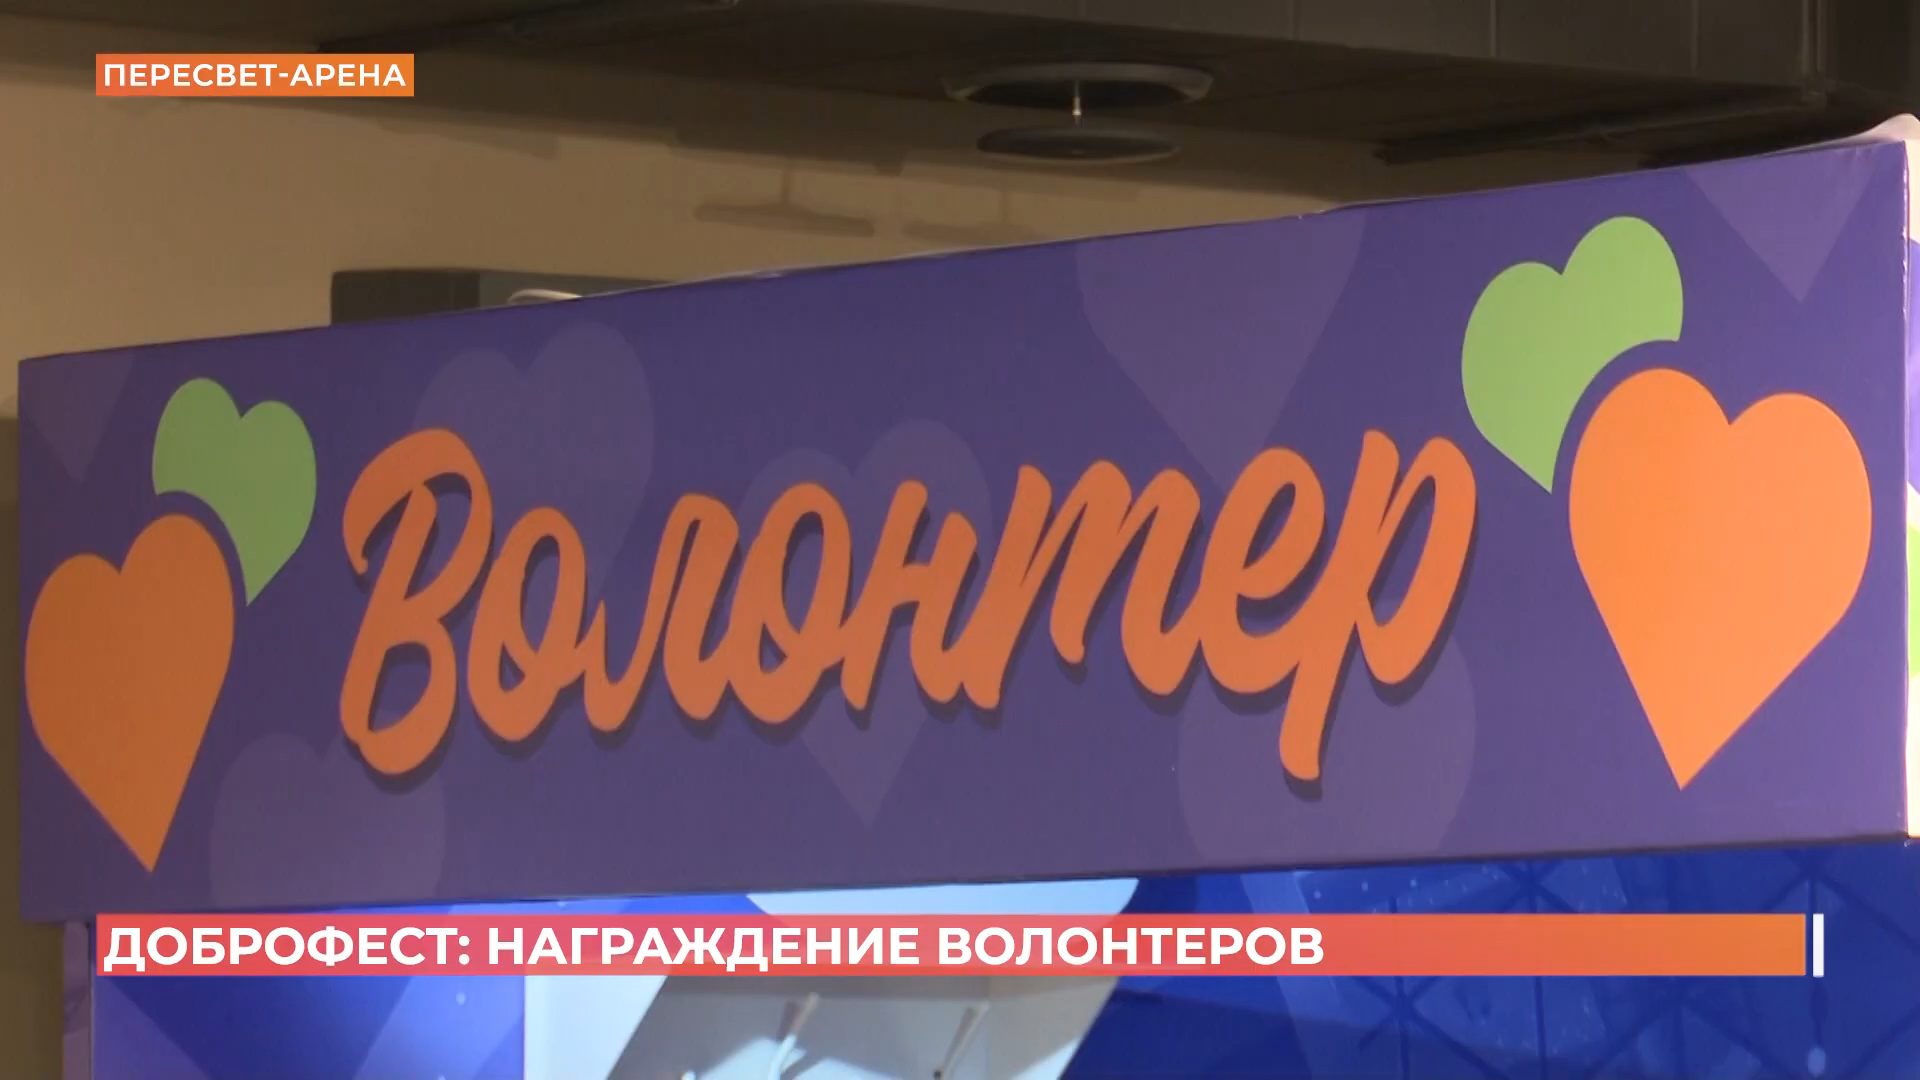 ПЕРЕСВЕТ-АРЕНА
Волонтер
ДОБРОФЕСТ: НАГРАЖДЕНИЕ ВОЛОНТЕРОВ